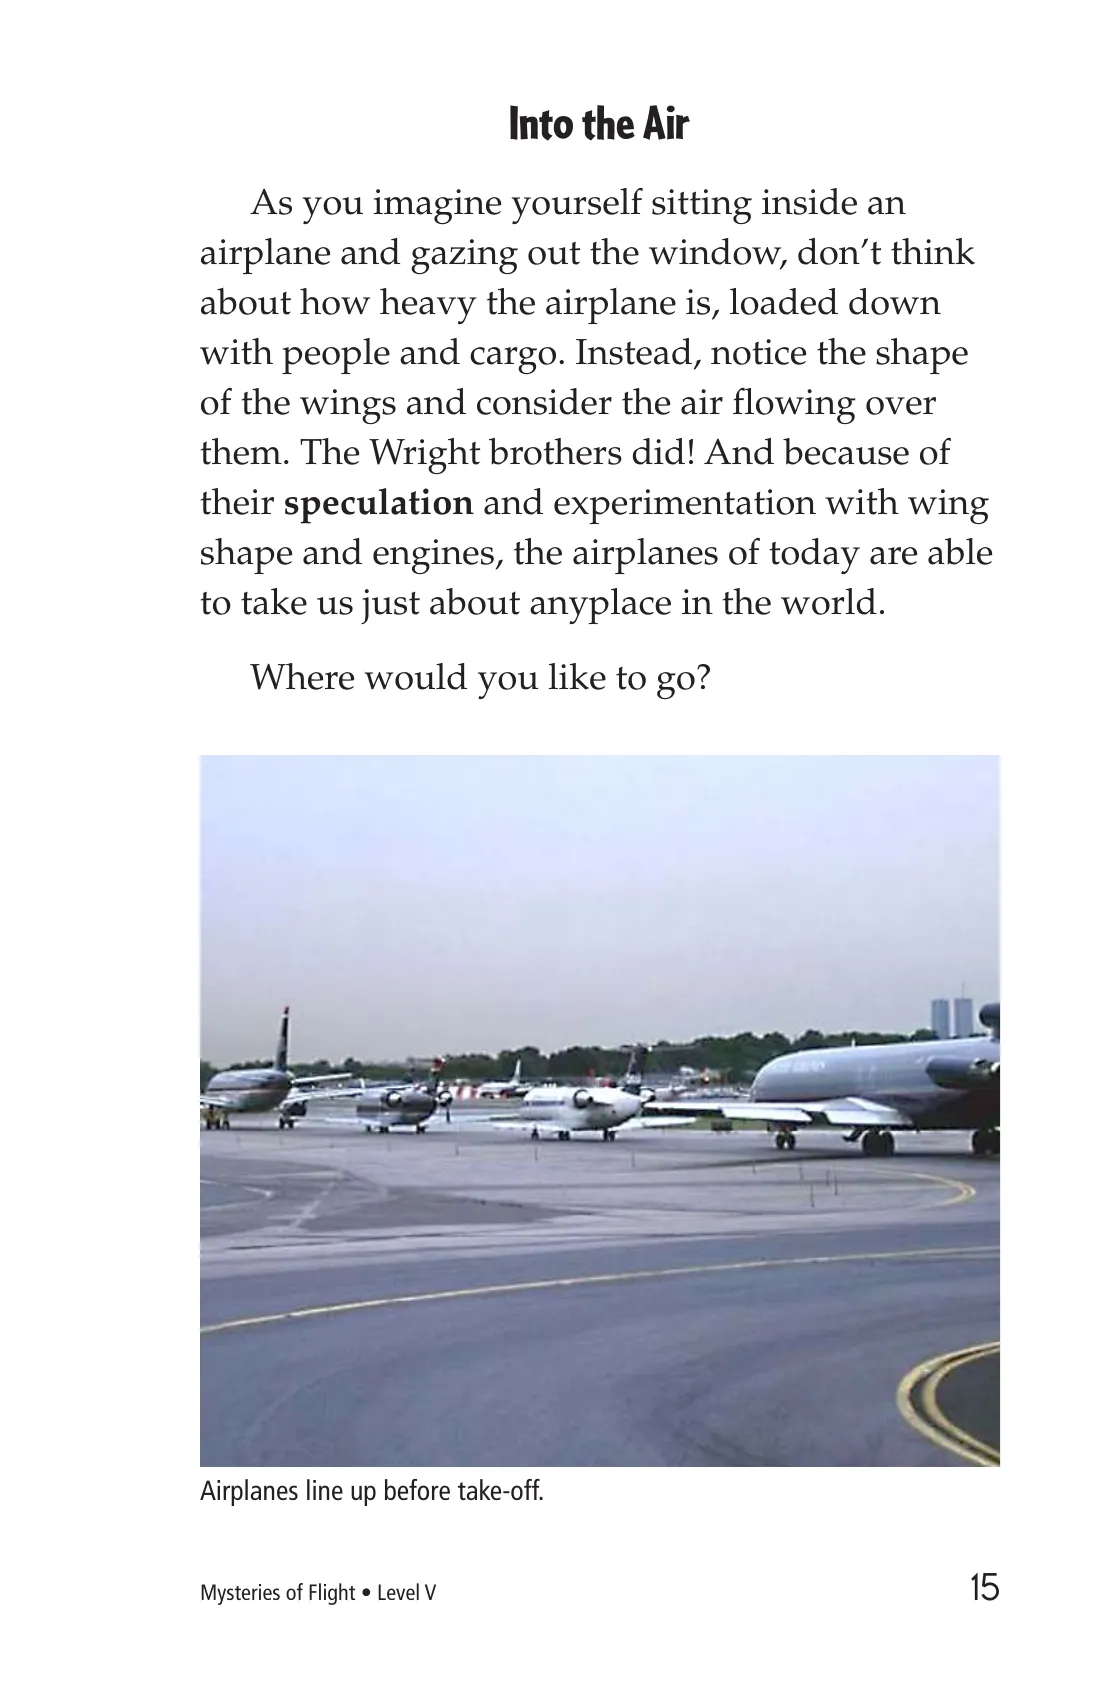 Into the Air
As you imagine yourself sitting inside an
airplane and gazing out the window, don’t think
about how heavy the airplane is, loaded down
with people and cargo. Instead, notice the shape
of the wings and consider the air flowing over
them. The Wright brothers did! And because of
their speculation and experimentation with wing
shape and engines, the airplanes of today are able
to take us just about anyplace in the world.
Where would you like to go?
Airplanes line up before take-off.
Mysteries of Flight • Level V
15